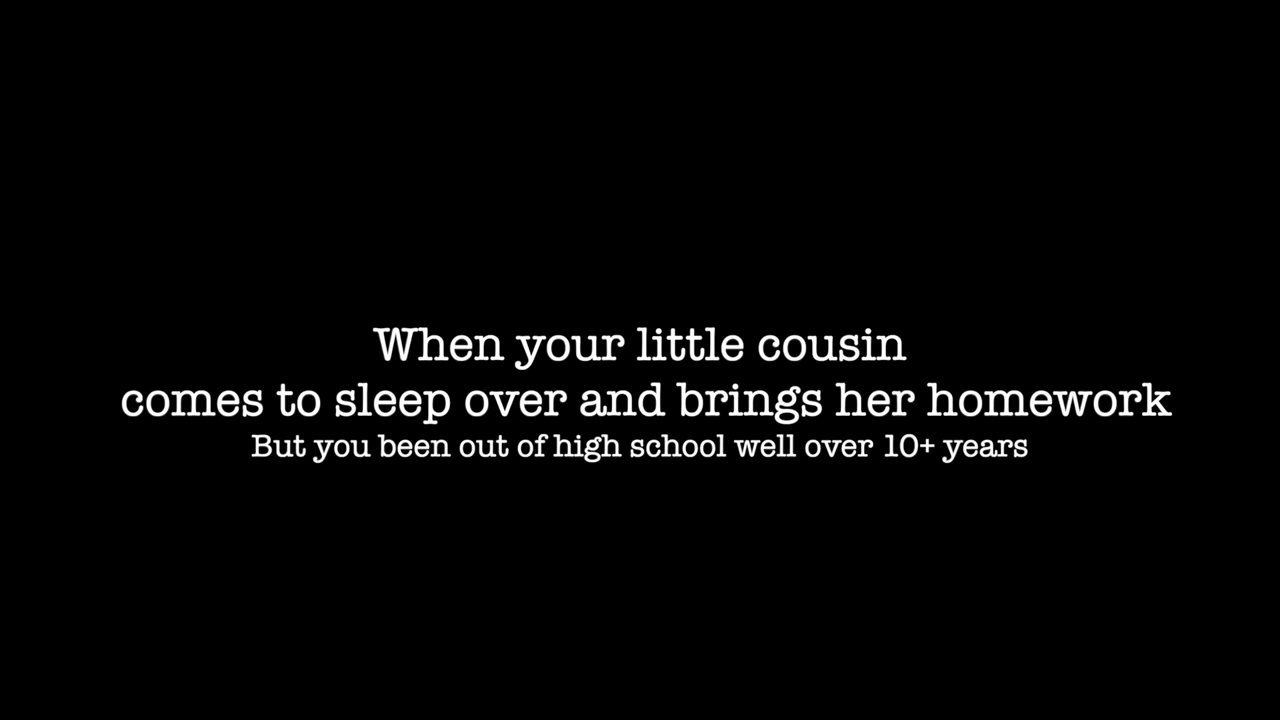 When your little cousin
comes to sleep over and brings her homework
But you been out of high school well over 10+ years